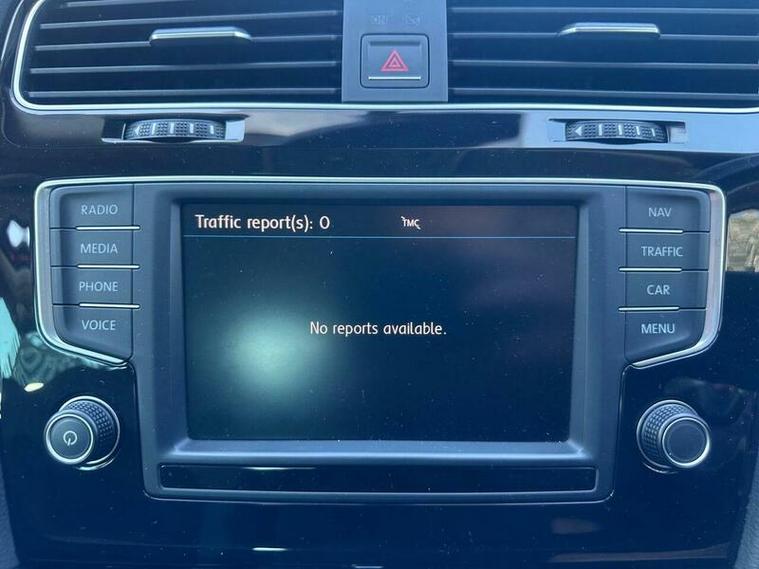 RADIO
MEDIA
PHONE
VOICE
Traffic report(s): 0
TMC
No reports available.
NAV
TRAFFIC
CAR
MENU